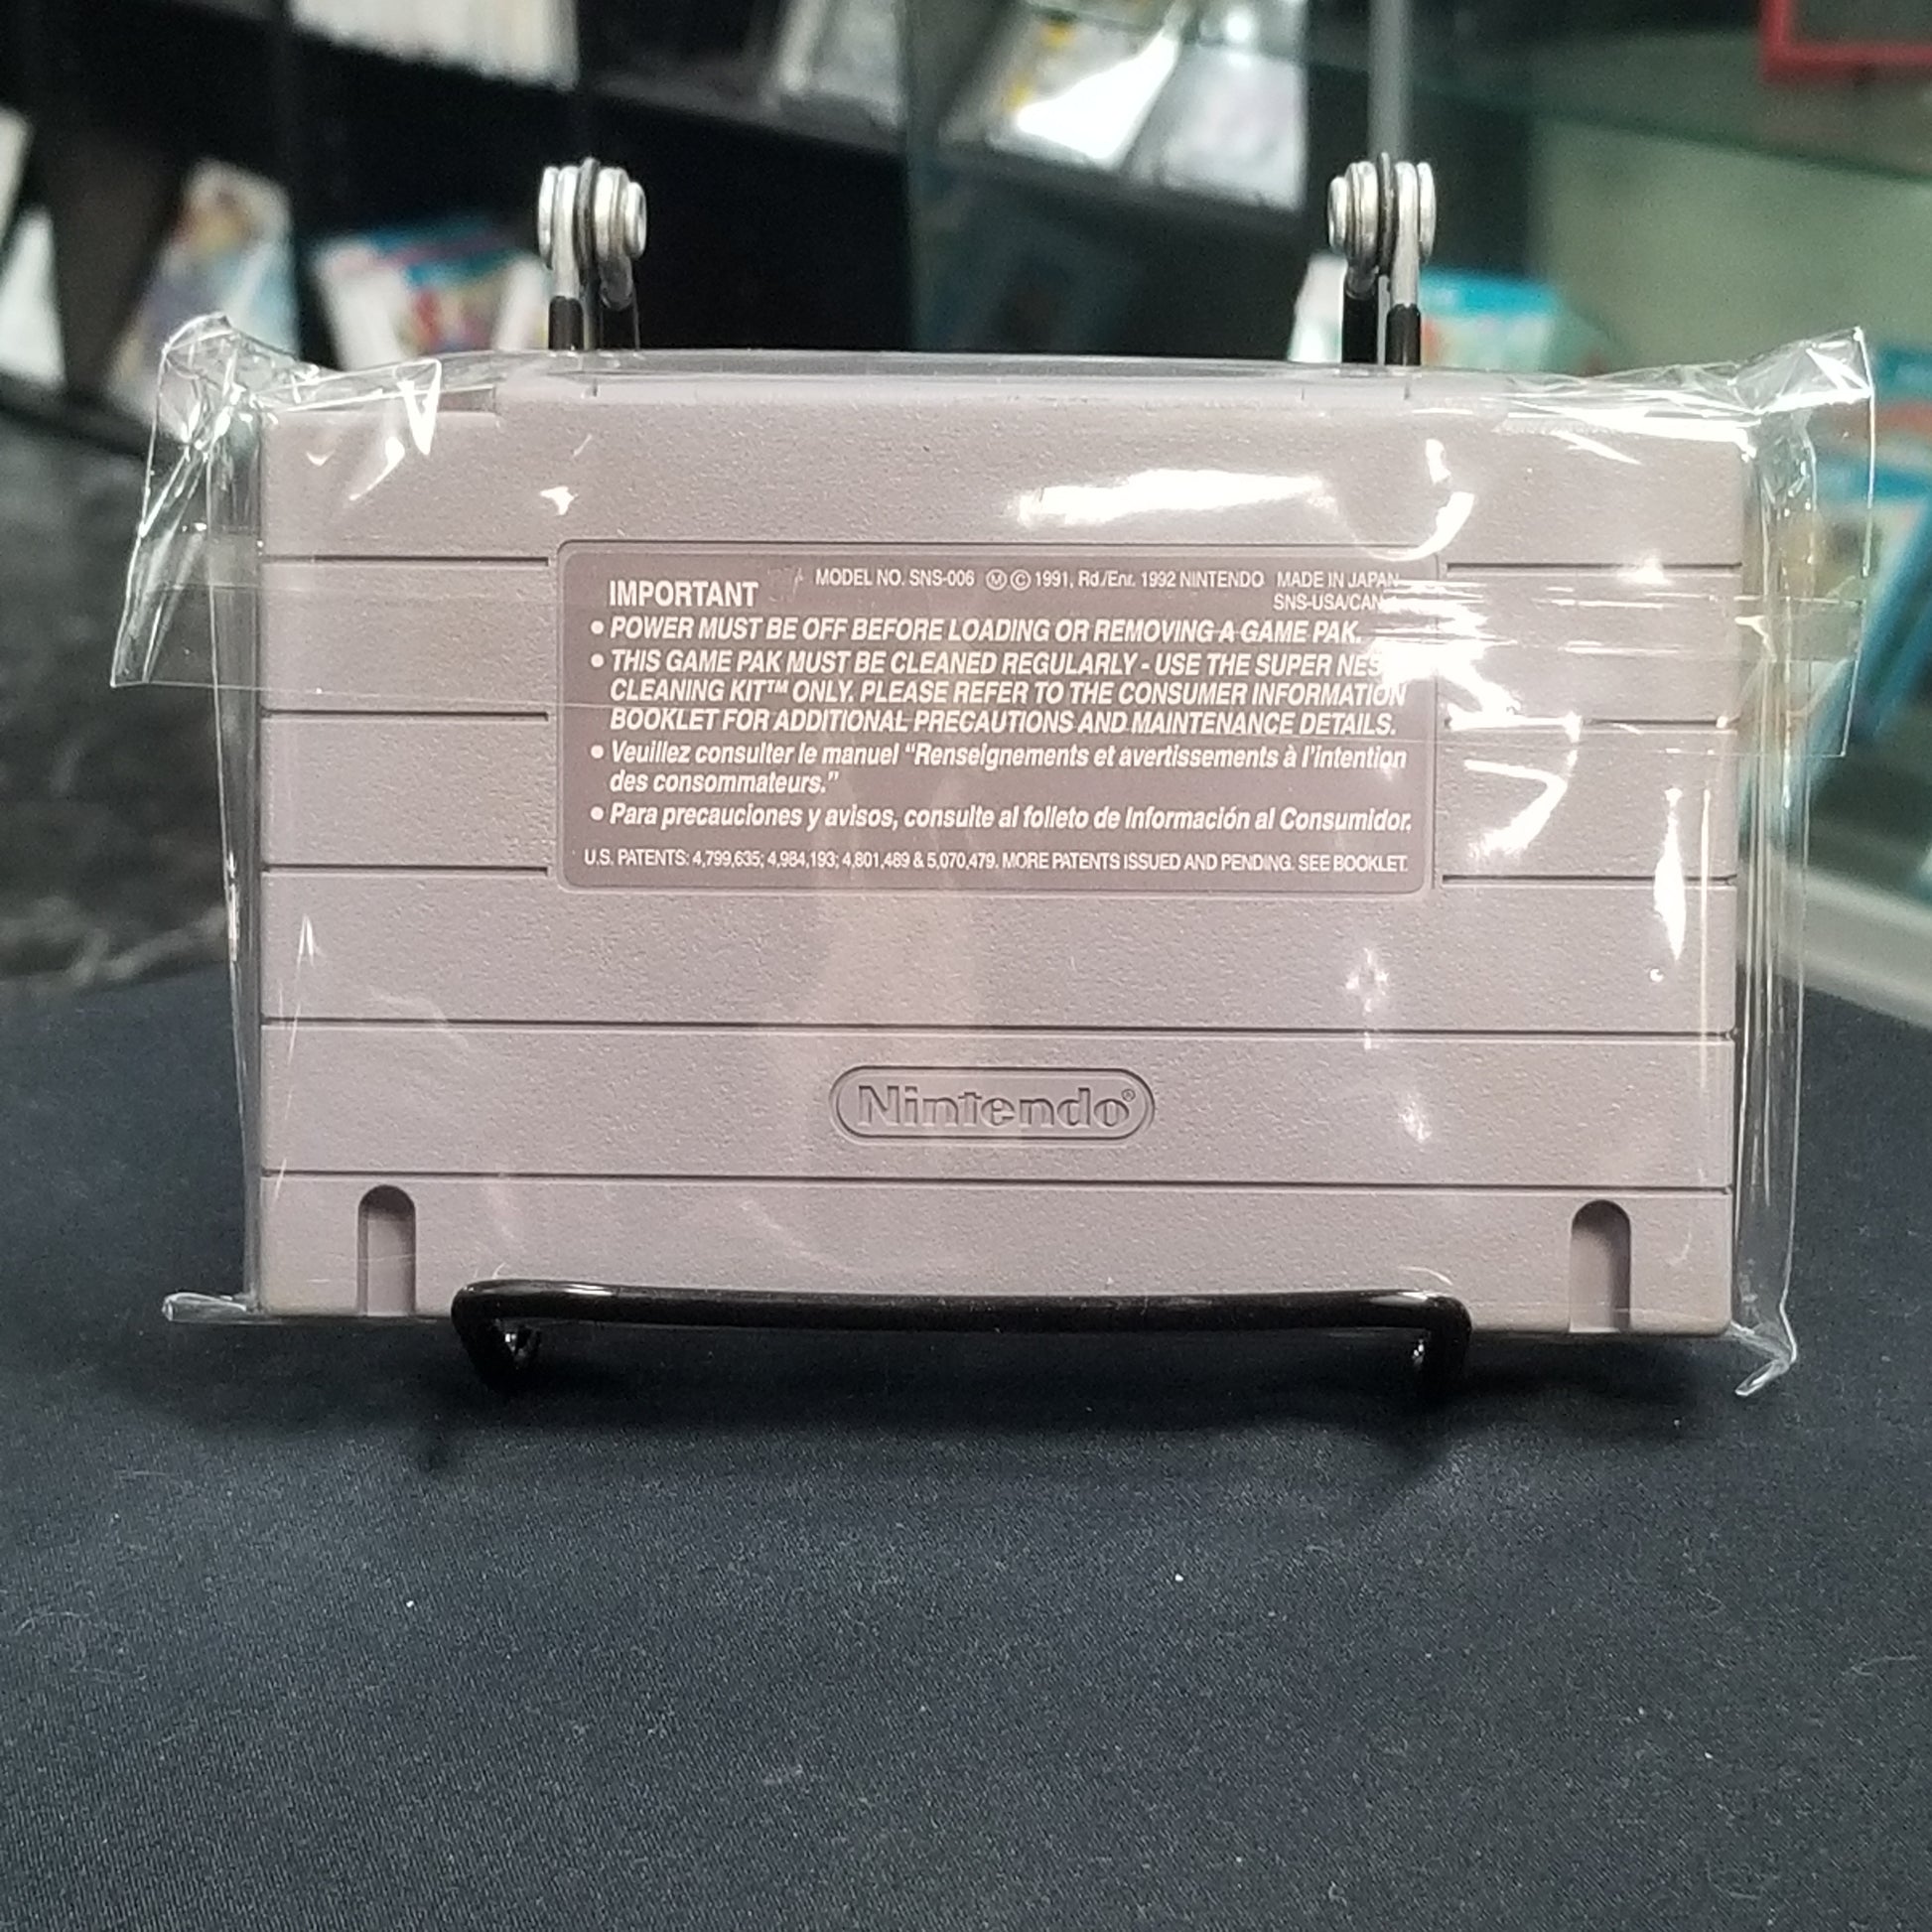 MODEL NO. SNS-006 Ⓜ © 1991, Rd./Enr. 1992 NINTENDO MADE IN JAPAN
IMPORTANT SNS-USA/CAN
● POWER MUST BE OFF BEFORE LOADING OR REMOVING A GAME PAK.
● THIS GAME PAK MUST BE CLEANED REGULARLY - USE THE SUPER NES
CLEANING KIT™ ONLY. PLEASE REFER TO THE CONSUMER INFORMATION
BOOKLET FOR ADDITIONAL PRECAUTIONS AND MAINTENANCE DETAILS.
● Veuillez consulter le manuel “Renseignements et avertissements à l’intention
des consommateurs.”
● Para precauciones y avisos, consulte al folleto de Información al Consumidor.
U.S. PATENTS: 4,799,635; 4,984,193; 4,801,489 & 5,070,479. MORE PATENTS ISSUED AND PENDING. SEE BOOKLET.
Nintendo®